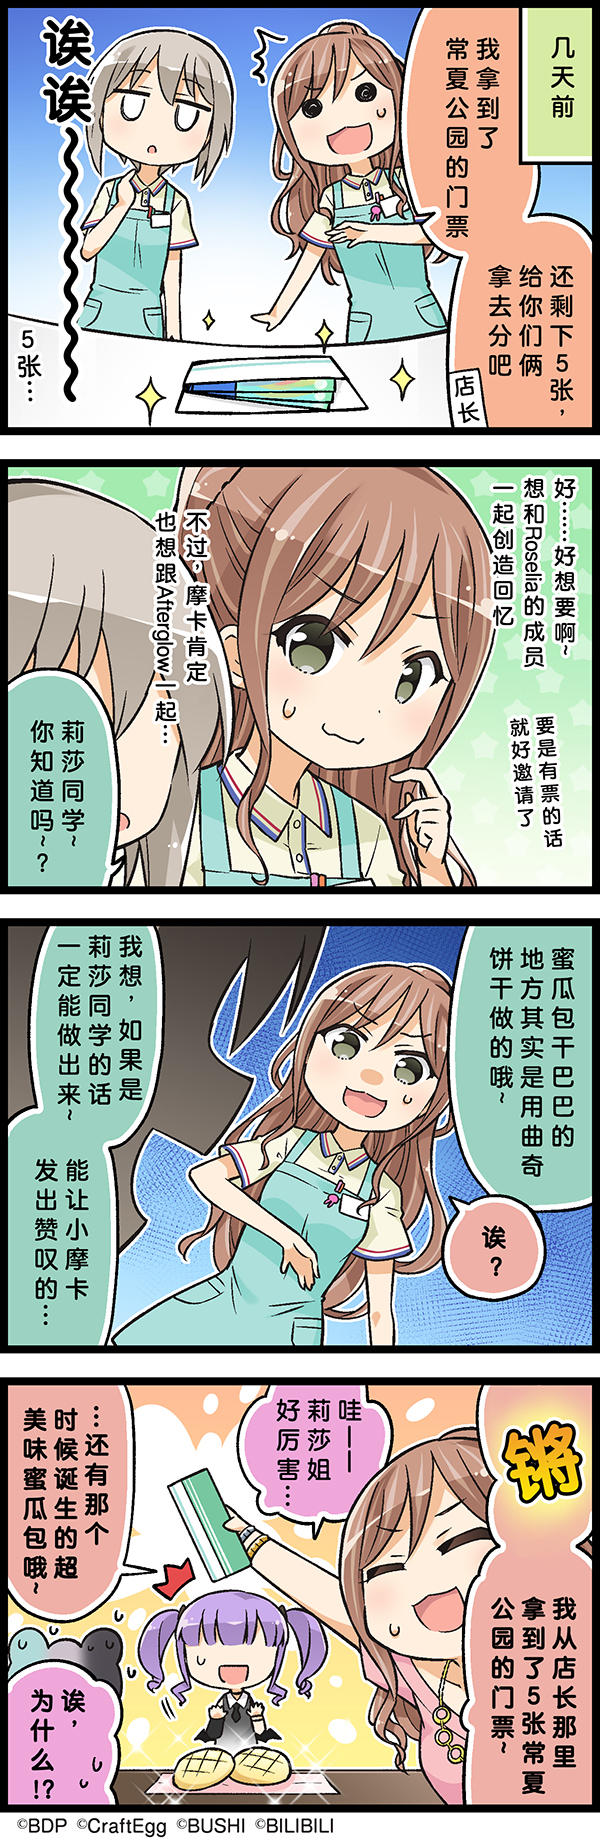 几天前
我拿到了
常夏公园的门票
还剩下5张,
给你们俩
拿去分吧
店长
诶诶~
5张…
好……好想要啊~
想和Roselia的成员
一起创造回忆
要是有票的话
就好邀请了
不过,摩卡肯定
也想跟Afterglow一起…
莉莎同学~
你知道吗~?
蜜瓜包干巴巴的
地方其实是用曲奇
饼干做的哦~
诶?
我想,如果是
莉莎同学的话
一定能做出来~
能让小摩卡
发出赞叹的…
锵
我从店长那里
拿到了5张常夏
公园的门票~
哇——
莉莎姐
好厉害…
…还有那个
时候诞生的超
美味蜜瓜包哦~
诶,
为什么!?
©BDP ©CraftEgg ©BUSHI ©BILIBILI